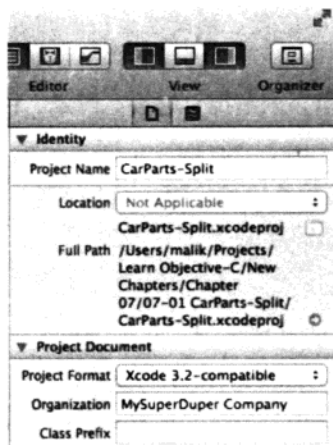 Editor View Organizer
Identity
Project Name CarParts-Split
Location Not Applicable
CarParts-Split.xcodeproj
Full Path /Users/malik/Projects/
Learn Objective-C/New
Chapters/Chapter
07/07-01 CarParts-Split/
CarParts-Split.xcodeproj
Project Document
Project Format Xcode 3.2-compatible
Organization MySuperDuper Company
Class Prefix